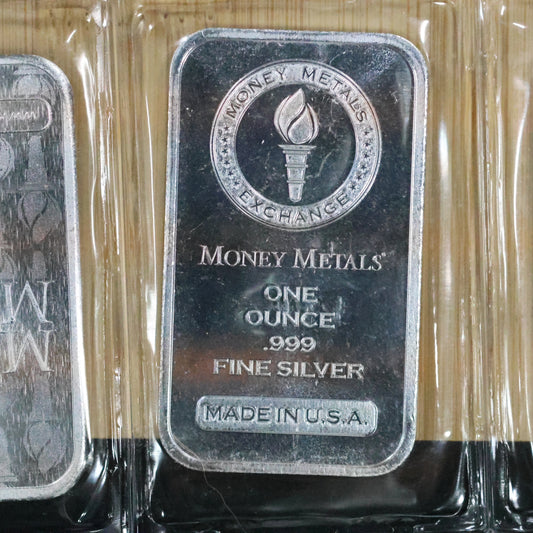 MONEY METALS
EXCHANGE
MONEY METALS
ONE
OUNCE
.999
FINE SILVER
MADE IN U.S.A.
M
M